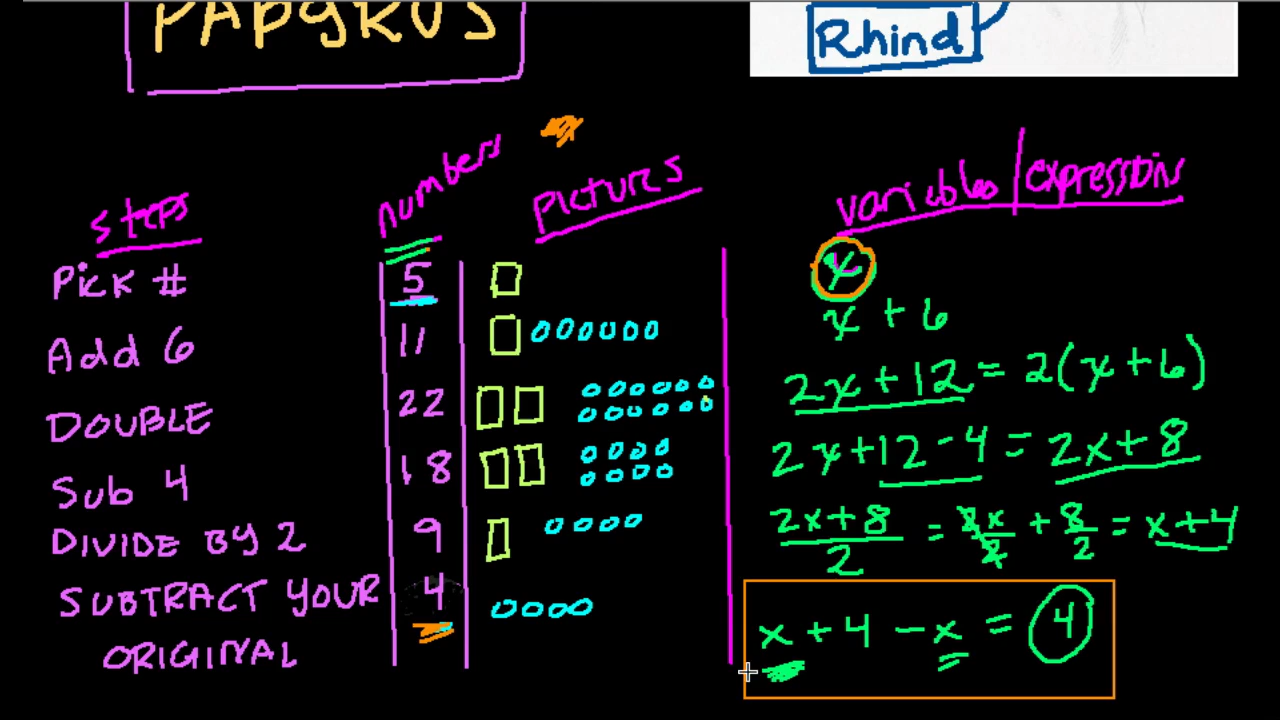 PAPYRUS
Rhind
steps
numbers
Pictures
variables | expressions
Pick # 5 x
Add 6 11 x + 6
DOUBLE 22 2x + 12 = 2(x + 6)
Sub 4 18 2x + 12 - 4 = 2x + 8
DIVIDE BY 2 9 2x + 8 / 2 = 2x / 2 + 8 / 2 = x + 4
SUBTRACT YOUR 4 x + 4 - x = 4
ORIGINAL